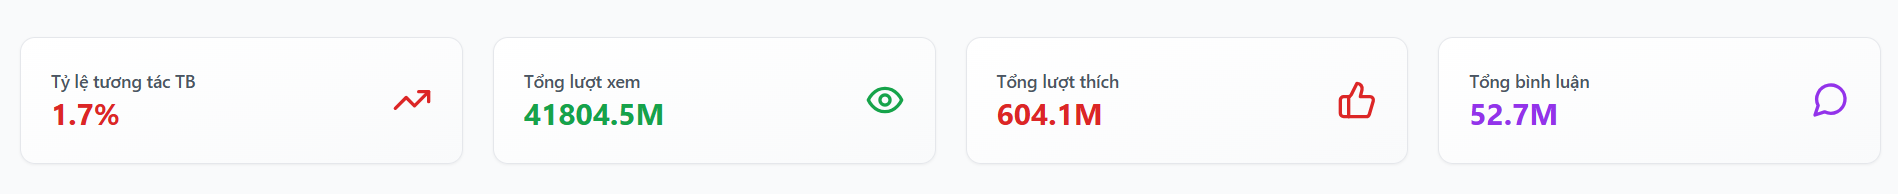 Tỷ lệ tương tác TB
1.7%
Tổng lượt xem
41804.5M
Tổng lượt thích
604.1M
Tổng bình luận
52.7M